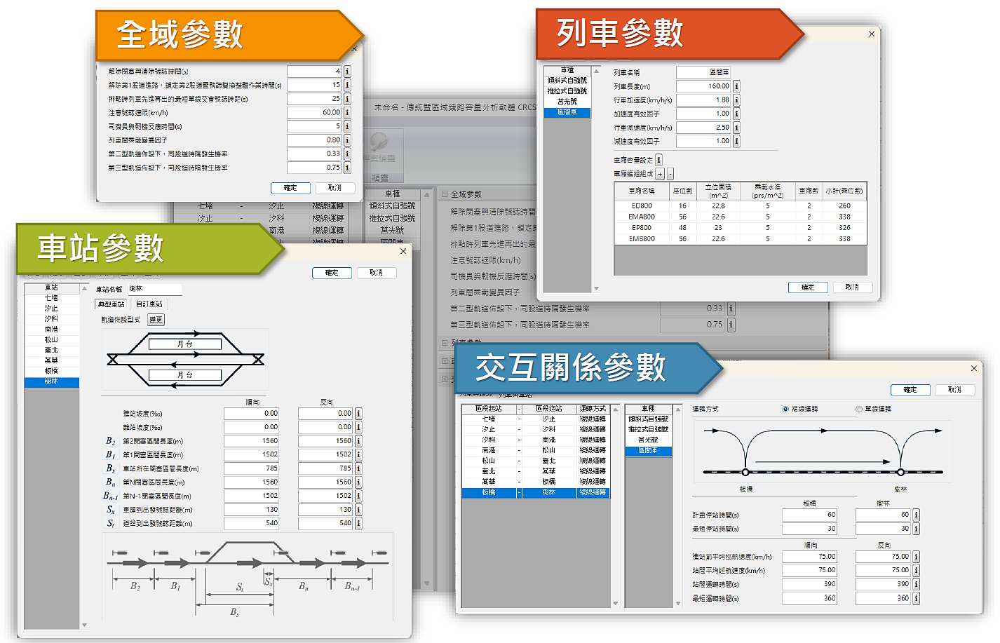 全域參數
解除閉塞與清除號誌時間(s) 4 i
解除第1股道進路、鎖定第2股道暨號誌變換整體作業時間(s) 15 i
排點時列車先進再出的最短單線交會號誌時距(s) 25 i
注意號誌速限(km/h) 60.00 i
司機員與軔機反應時間(s) 5 i
列車間乘載變異因子 0.80 i
第二型軌道佈設下，同股道時隔發生機率 0.33 i
第三型軌道佈設下，同股道時隔發生機率 0.75 i
確定 取消
列車參數
車種
傾斜式自強號
推拉式自強號
莒光號
區間車
列車名稱 區間車
列車長度(m) 160.00 i
行車加速度(km/h/s) 1.88 i
加速度有效因子 1.00 i
行車減速度(km/h/s) 2.50 i
減速度有效因子 1.00 i
車廂容量設定 i
車廂編組組成 + -
車廂名稱 座位數 立位面積(m^2) 乘載水準(prs/m^2) 車廂數 小計(乘位數)
ED800 16 22.8 5 2 260
EMA800 56 22.6 5 2 338
EP800 48 23 5 2 326
EMB800 56 22.6 5 2 338
確定 取消
未命名 - 傳統暨區域鐵路容量分析軟體 CRCS
專案精靈
精靈
七堵 - 汐止 複線運轉
汐止 - 汐科 複線運轉
南港 複線運轉
車種
傾斜式自強號
推拉式自強號
莒光號
區間車
全域參數
解除閉塞與清除號誌時間
解除第1股道進路、鎖定第
排點時列車先進再出的最
注意號誌速限(km/h)
司機員與軔機反應時間(s)
列車間乘載變異因子
第二型軌道佈設下，同股道時隔發生機率 0.33 i
第三型軌道佈設下，同股道時隔發生機率 0.75 i
列車參數
車站參數
確定 取消
車站
七堵
汐止
汐科
南港
松山
臺北
萬華
板橋
樹林
車站名稱 樹林
典型車站 自訂車站
軌道佈設型式 變更
月台
月台
順向 反向
進站坡度(‰) 0.00 0.00 i
離站坡度(‰) 0.00 0.00 i
B2 第2閉塞區間長度(m) 1560 1560 i
B1 第1閉塞區間長度(m) 1502 1502 i
Bs 車站所在閉塞區間長度(m) 785 785 i
Bn 第N閉塞區間長度(m) 1560 1560 i
Bn-1 第N-1閉塞區間長度(m) 1502 1502 i
Sx 車頭到出發號誌距離(m) 130 130 i
St 道岔到出發號誌距離(m) 540 540 i
B2 B1 St Sx Bn Bn-1
Bs
交互關係參數
列車與車站
確定 取消
區段起站 - 區段迄站 運轉方式
七堵 - 汐止 複線運轉
汐止 - 汐科 複線運轉
汐科 - 南港 複線運轉
南港 - 松山 複線運轉
松山 - 臺北 複線運轉
臺北 - 萬華 複線運轉
萬華 - 板橋 複線運轉
板橋 - 樹林 複線運轉
車種
傾斜式自強號
推拉式自強號
莒光號
區間車
運轉方式 複線運轉 單線運轉
板橋 樹林
板橋 樹林
計畫停站時間(s) 60 60 i
最短停站時間(s) 30 30 i
順向 反向
進站前平均巡航速度(km/h) 75.00 75.00 i
站間平均巡航速度(km/h) 75.00 75.00 i
站間運轉時間(s) 390 390 i
最短運轉時間(s) 360 360 i